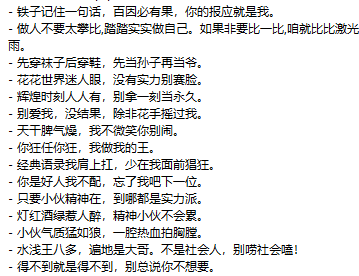 - 铁子记住一句话，百因必有果，你的报应就是我。
- 做人不要太攀比,踏踏实实做自己。如果非要比一比,咱就比比激光
雨。
- 先穿袜子后穿鞋，先当孙子再当爷。
- 花花世界迷人眼，没有实力别赛脸。
- 辉煌时刻人人有，别拿一刻当永久。
- 别爱我，没结果，除非花手摇过我。
- 天干脾气燥，我不微笑你别闹。
- 你狂任你狂，我做我的王。
- 经典语录我肩上扛，少在我面前猖狂。
- 你是好人我不配，忘了我吧下一位。
- 只要小伙精神在，到哪都是实力派。
- 灯红酒绿惹人醉，精神小伙不会累。
- 小伙气质猛如狼，一腔热血拍胸膛。
- 水浅王八多，遍地是大哥。不是社会人，别唠社会嗑！
- 得不到就是得不到，别总说你不想要。